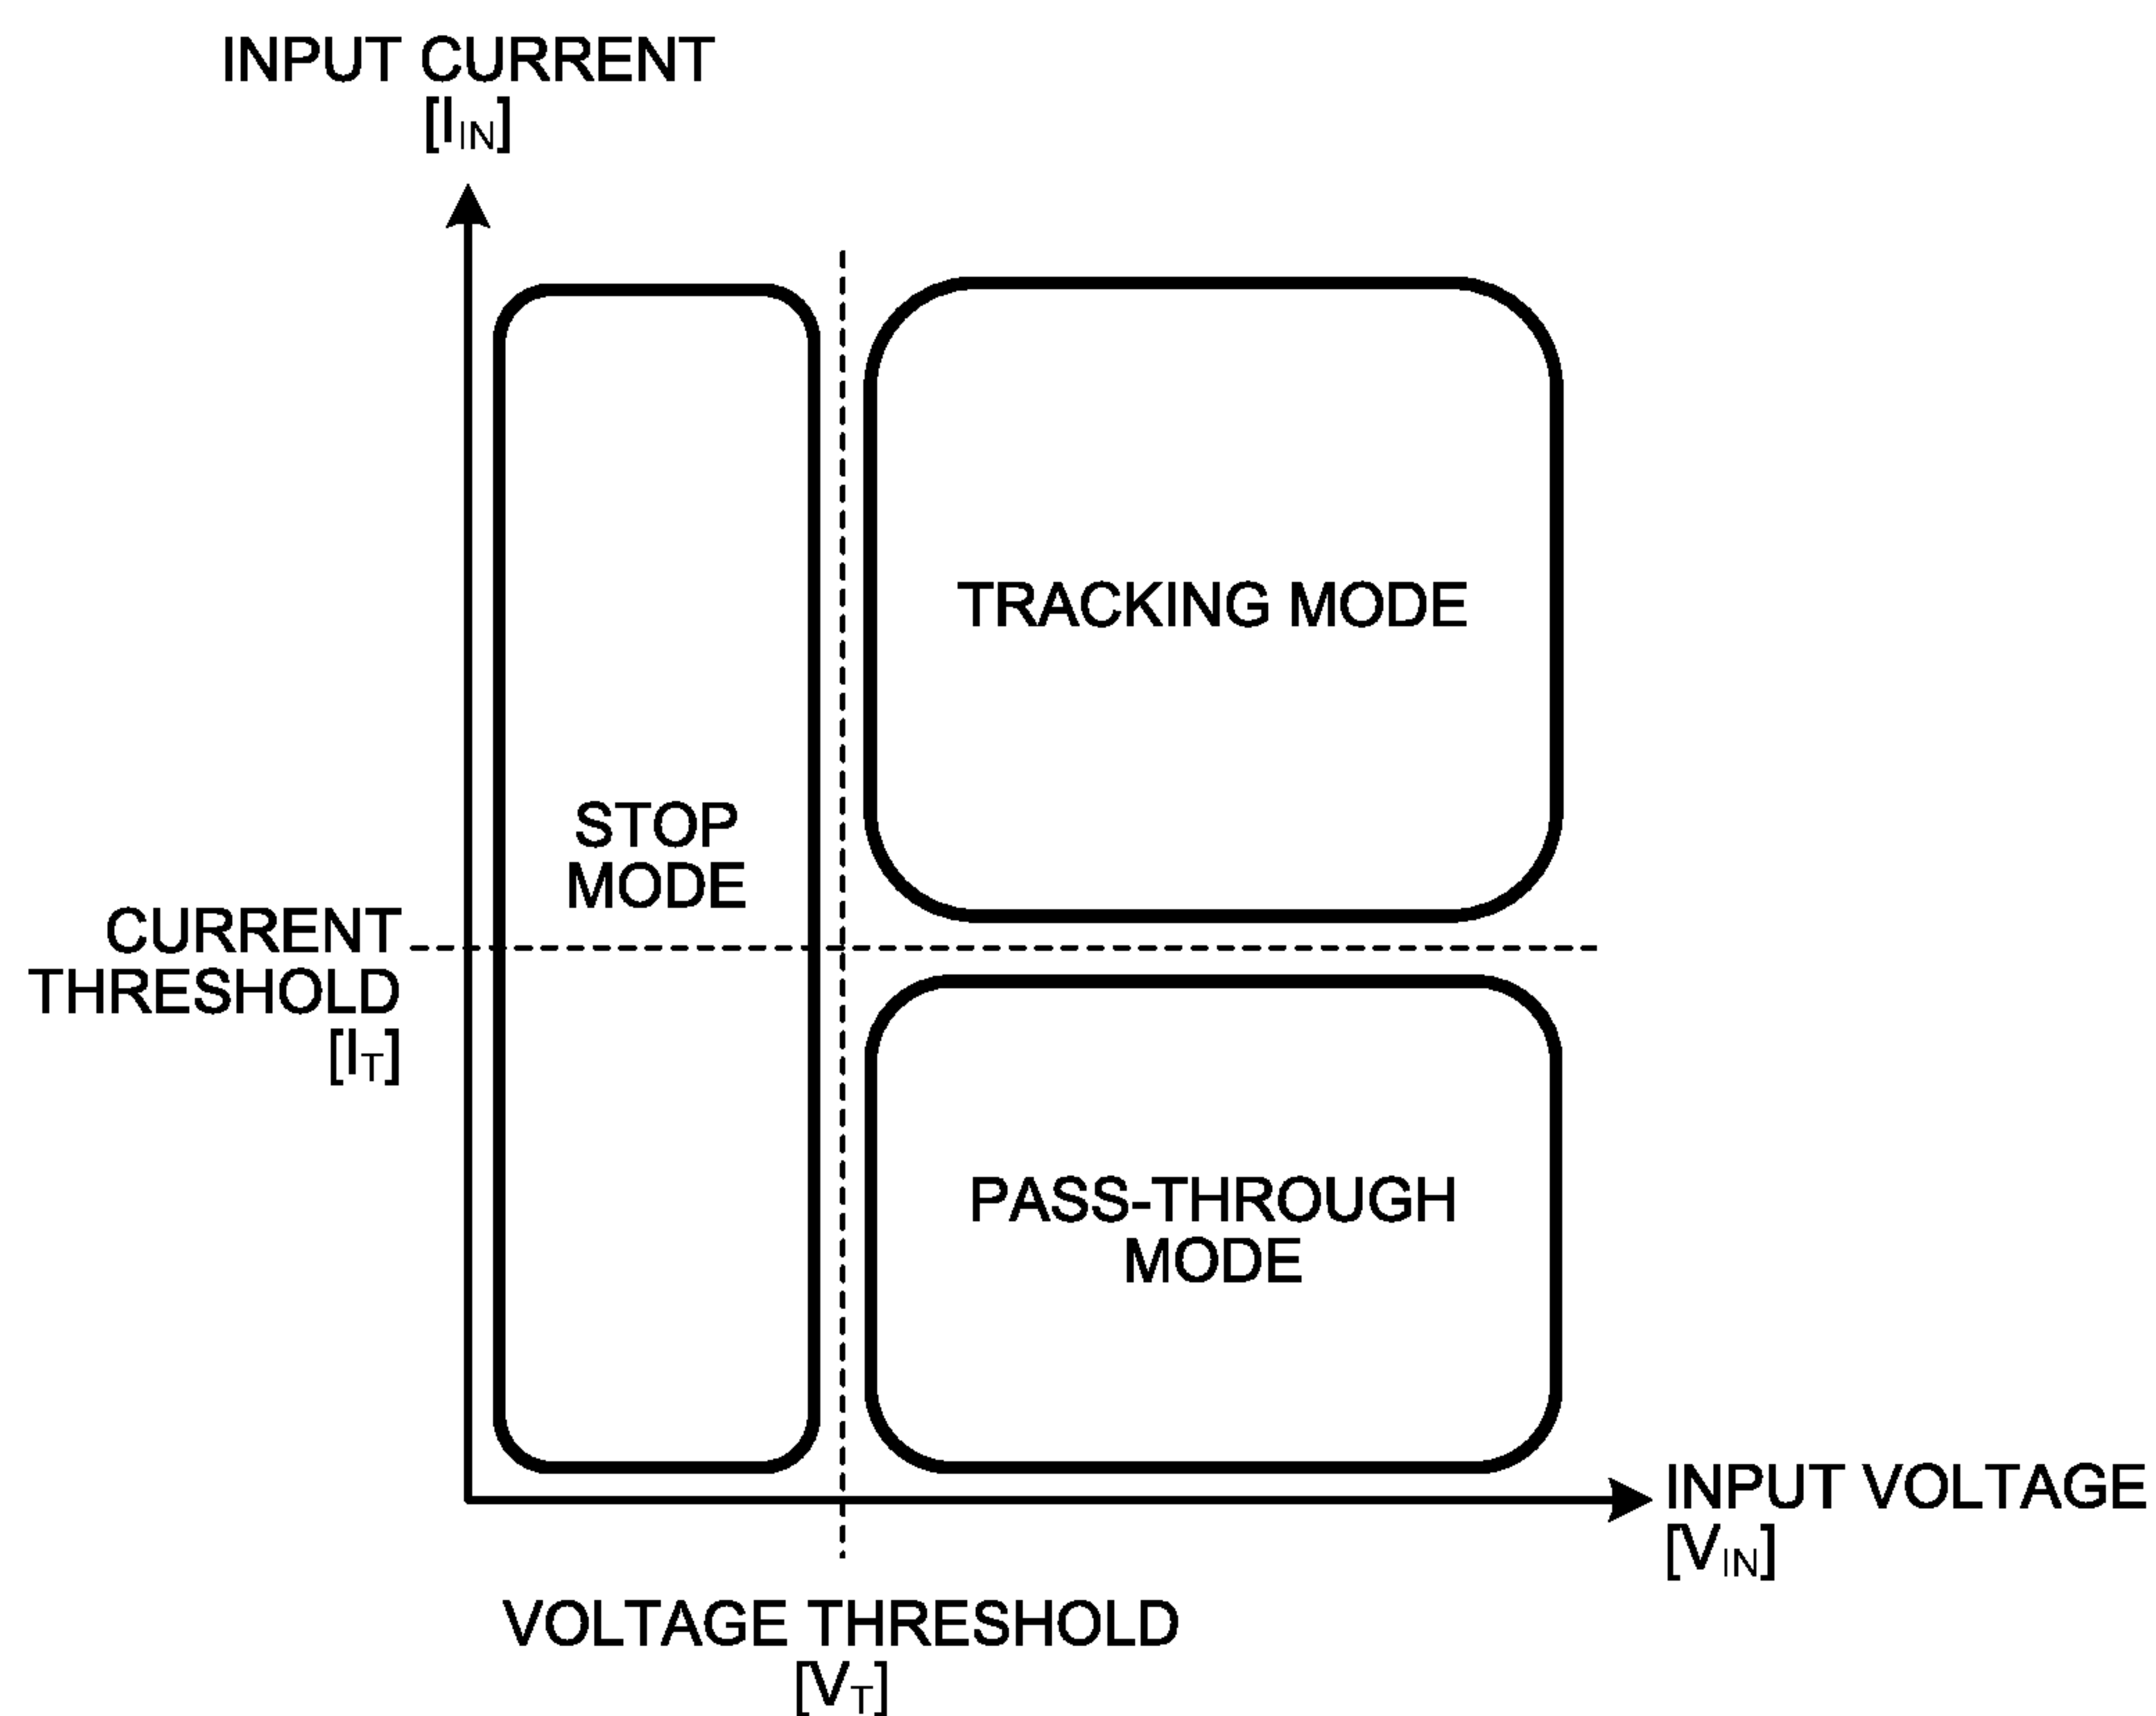 INPUT CURRENT
[IIN]
TRACKING MODE
STOP
MODE
CURRENT
THRESHOLD
[IT]
PASS-THROUGH
MODE
INPUT VOLTAGE
[VIN]
VOLTAGE THRESHOLD
[VT]